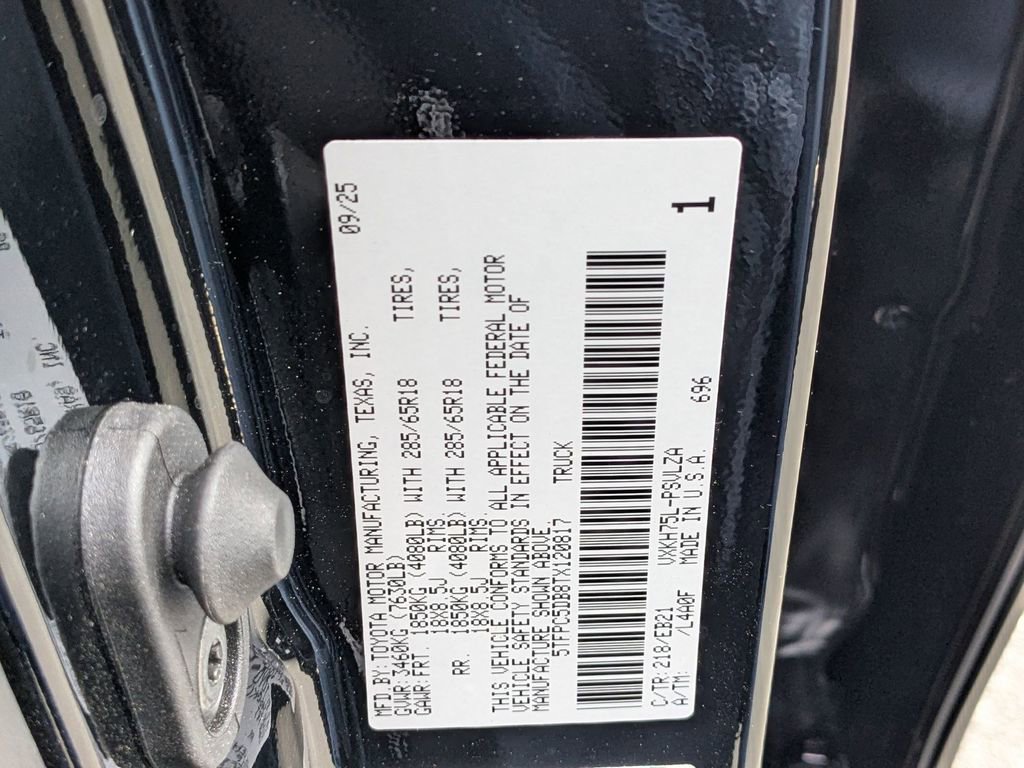 MFD.BY:TOYOTA MOTOR MANUFACTURING, TEXAS, INC. 09/25
GVWR:3460KG (7630LB)
GAWR:FRT. 1850KG (4080LB) WITH 285/65R18 TIRES,
18X8.5J RIMS.
RR. 1850KG (4080LB) WITH 285/65R18 TIRES,
18X8.5J RIMS.
THIS VEHICLE CONFORMS TO ALL APPLICABLE FEDERAL MOTOR
VEHICLE SAFETY STANDARDS IN EFFECT ON THE DATE OF
MANUFACTURE SHOWN ABOVE.
5TFPC5DB8TX120817 TRUCK
C/TR:218/EB21 VXKH75L-PSVLZA
A/TM: /L4A0F MADE IN U.S.A. 696
1